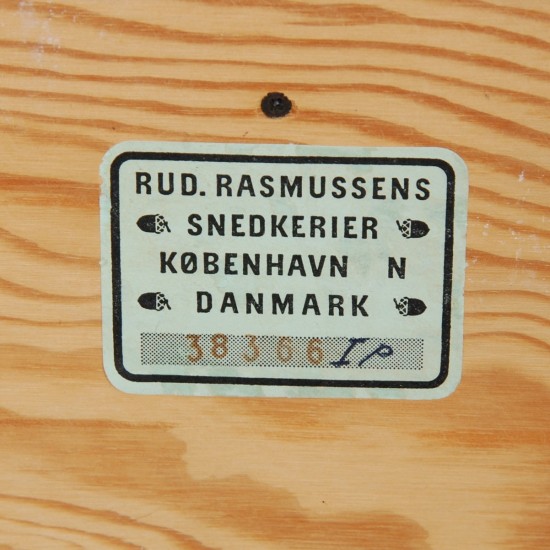 RUD. RASMUSSENS
SNEDKERIER
KØBENHAVN N
DANMARK
38366 IP